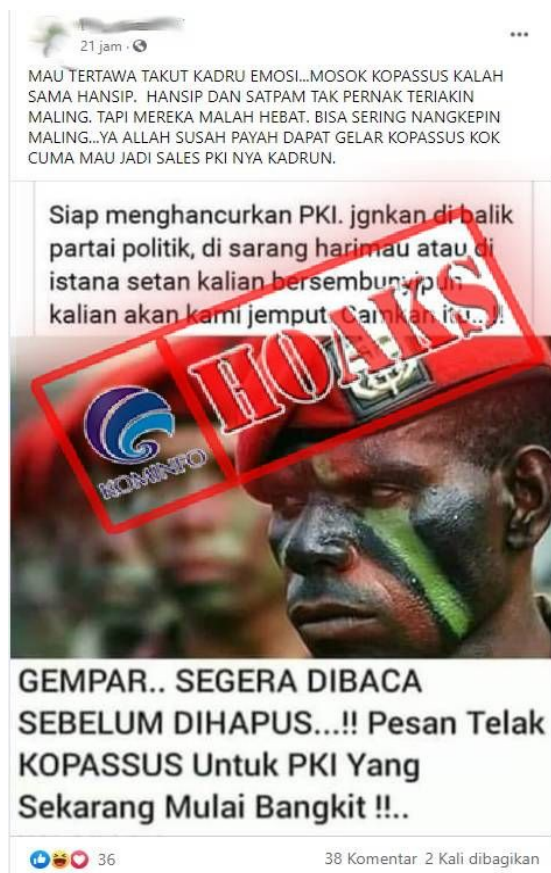 21 jam
MAU TERTAWA TAKUT KADRU EMOSI...MOSOK KOPASSUS KALAH
SAMA HANSIP. HANSIP DAN SATPAM TAK PERNAK TERIAKIN
MALING. TAPI MEREKA MALAH HEBAT. BISA SERING NANGKEPIN
MALING...YA ALLAH SUSAH PAYAH DAPAT GELAR KOPASSUS KOK
CUMA MAU JADI SALES PKI NYA KADRUN.
Siap menghancurkan PKI. jgnkan di balik
partai politik, di sarang harimau atau di
istana setan kalian bersembunyipun
kalian akan kami jemput. Camkan itu...!!
HOAKS
KOMINFO
GEMPAR.. SEGERA DIBACA
SEBELUM DIHAPUS...!! Pesan Telak
KOPASSUS Untuk PKI Yang
Sekarang Mulai Bangkit !!..
36
38 Komentar 2 Kali dibagikan